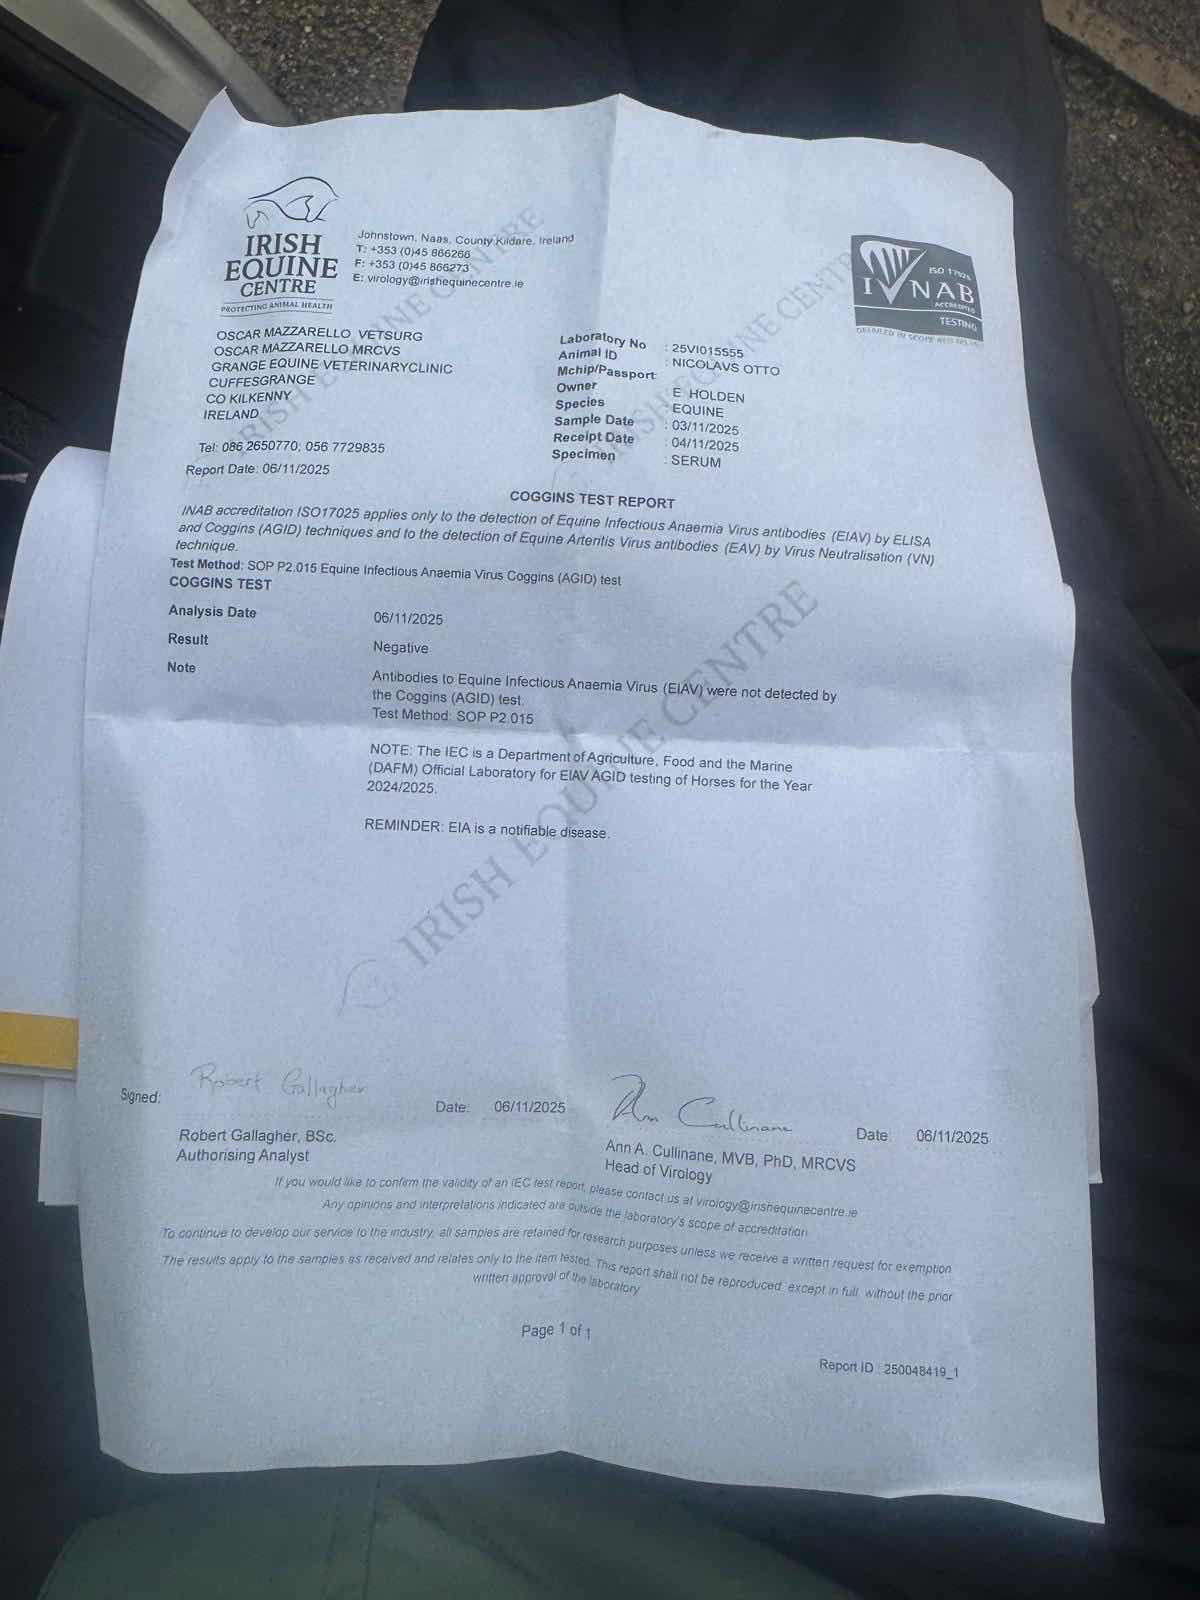 IRISH
EQUINE
CENTRE
PROTECTING ANIMAL HEALTH
Johnstown, Naas, County Kildare, Ireland
T: +353 (0)45 866266
F: +353 (0)45 866273
E: virology@irishequinecentre.ie
ISO 17025
INAB
ACCREDITED
TESTING
DETAILED IN SCOPE REG NO.
OSCAR MAZZARELLO VETSURG
OSCAR MAZZARELLO MRCVS
GRANGE EQUINE VETERINARYCLINIC
CUFFESGRANGE
CO KILKENNY
IRELAND
Tel: 086 2650770, 056 7729835
Report Date: 06/11/2025
Laboratory No : 25VI015555
Animal ID : NICOLAVS OTTO
Mchip/Passport:
Owner E HOLDEN
Species : EQUINE
Sample Date : 03/11/2025
Receipt Date : 04/11/2025
Specimen : SERUM
COGGINS TEST REPORT
INAB accreditation ISO17025 applies only to the detection of Equine Infectious Anaemia Virus antibodies (EIAV) by ELISA
and Coggins (AGID) techniques and to the detection of Equine Arteritis Virus antibodies (EAV) by Virus Neutralisation (VN)
technique.
Test Method: SOP P2.015 Equine Infectious Anaemia Virus Coggins (AGID) test
COGGINS TEST
Analysis Date 06/11/2025
Result Negative
Note Antibodies to Equine Infectious Anaemia Virus (EIAV) were not detected by
the Coggins (AGID) test.
Test Method: SOP P2.015
NOTE: The IEC is a Department of Agriculture, Food and the Marine
(DAFM) Official Laboratory for EIAV AGID testing of Horses for the Year
2024/2025.
REMINDER: EIA is a notifiable disease.
IRISH EQUINE CENTRE
Signed: Robert Gallagher Date: 06/11/2025 Ann Cullinane Date: 06/11/2025
Robert Gallagher, BSc.
Authorising Analyst
Ann A. Cullinane, MVB, PhD, MRCVS
Head of Virology
If you would like to confirm the validity of an IEC test report, please contact us at virology@irishequinecentre.ie
Any opinions and interpretations indicated are outside the laboratory's scope of accreditation
To continue to develop our service to the industry, all samples are retained for research purposes unless we receive a written request for exemption
The results apply to the samples as received and relates only to the item tested. This report shall not be reproduced except in full without the prior
written approval of the laboratory
Page 1 of 1
Report ID : 250048419_1